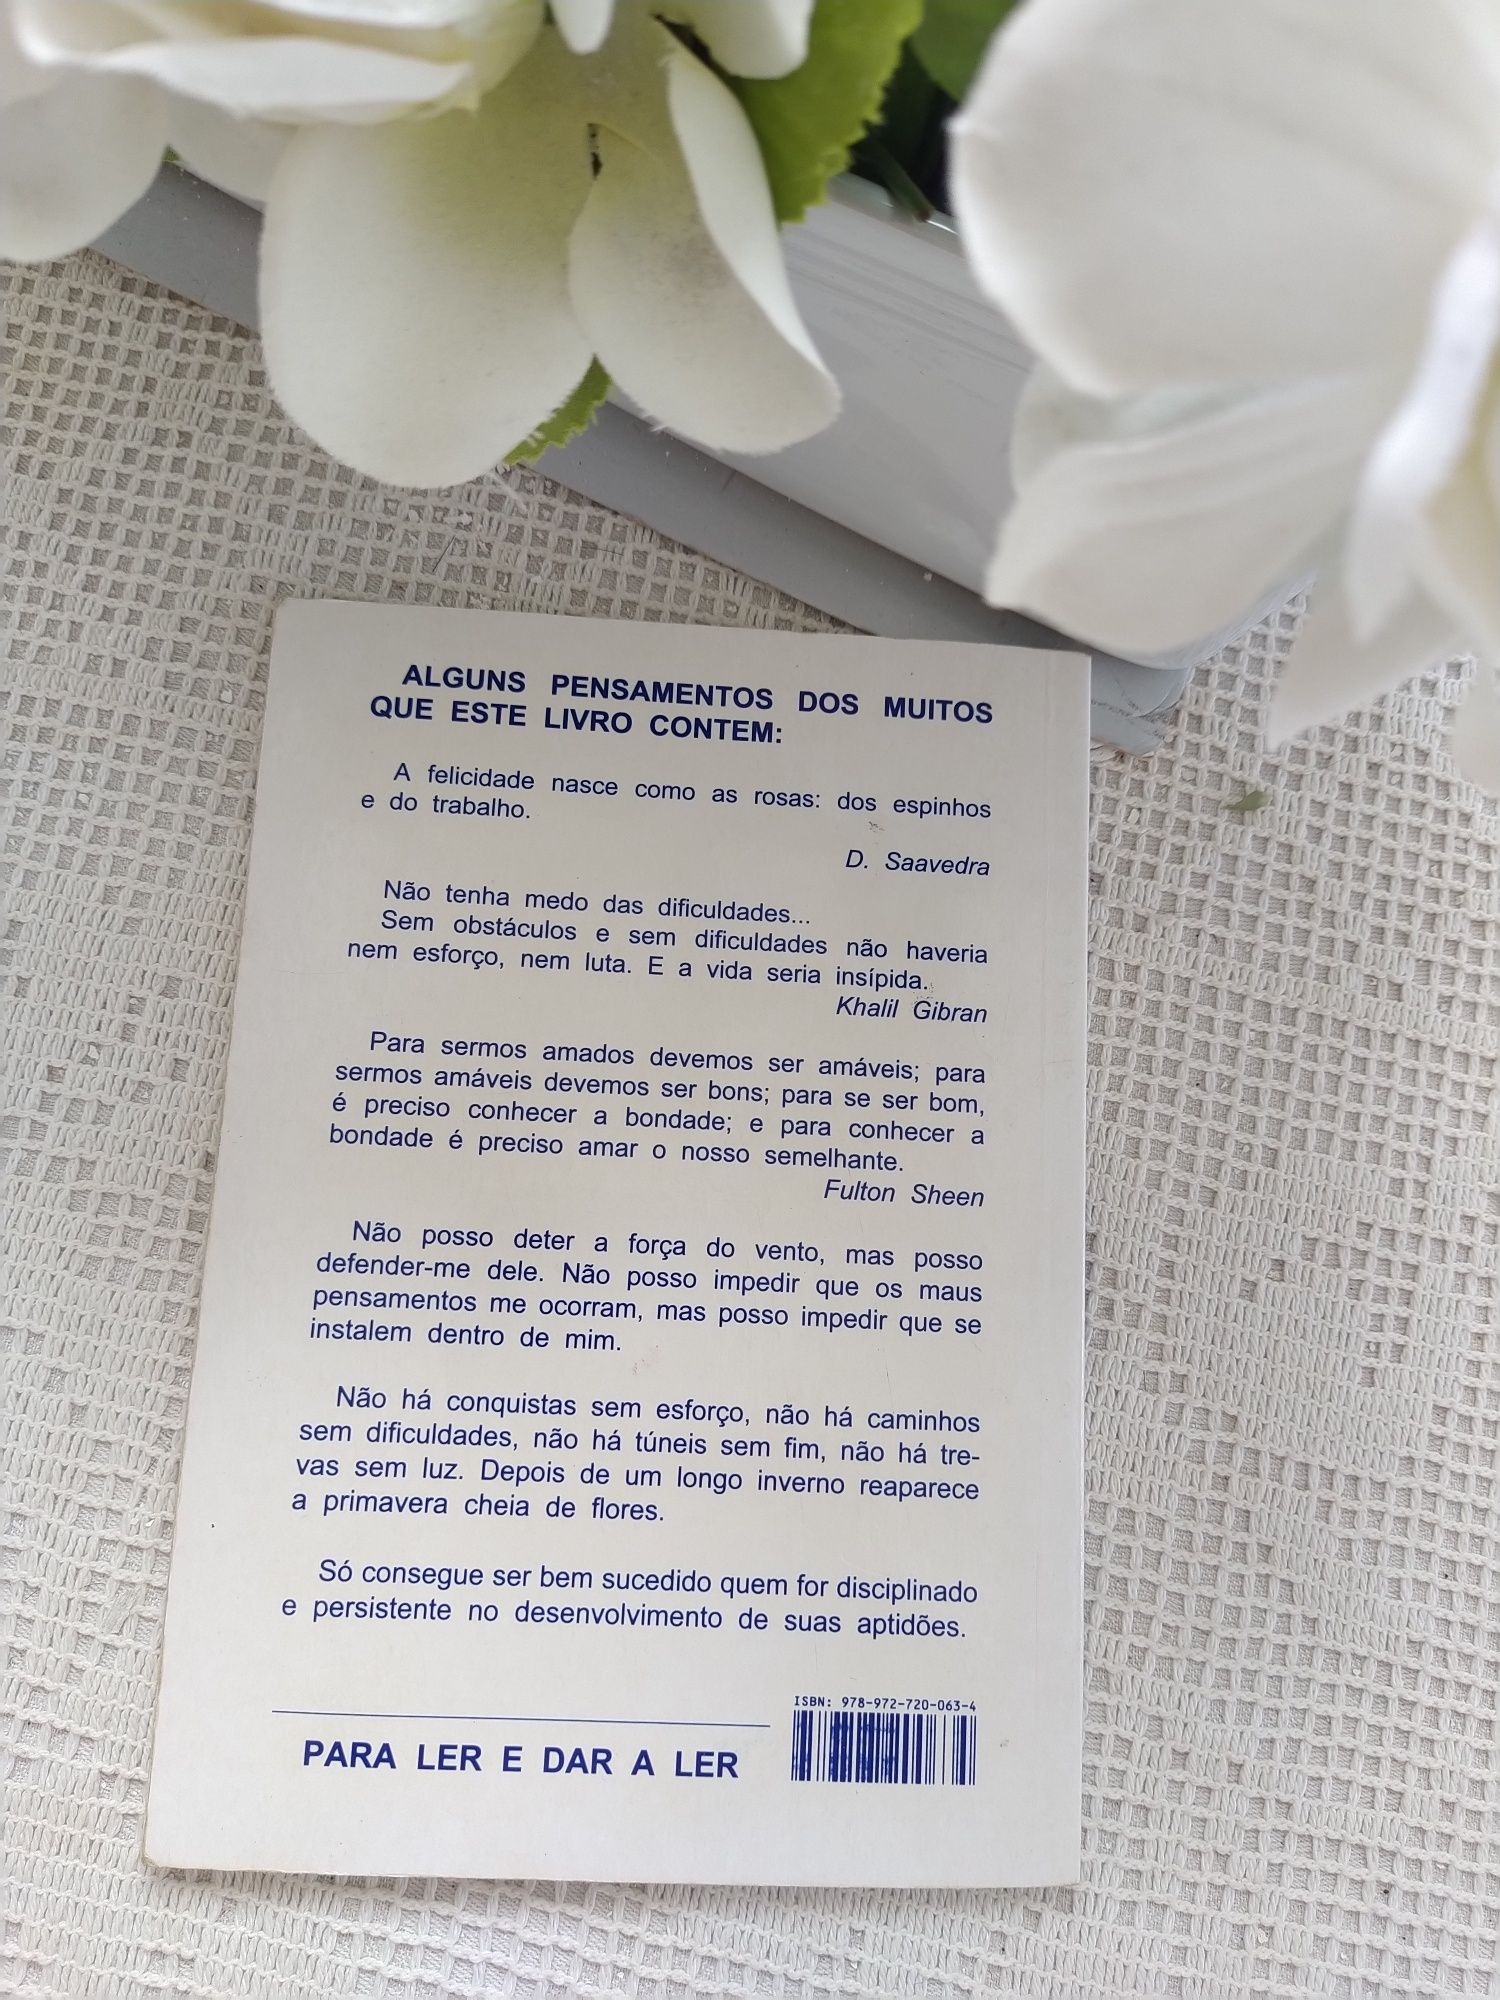 ALGUNS PENSAMENTOS DOS MUITOS
QUE ESTE LIVRO CONTEM:
A felicidade nasce como as rosas: dos espinhos
e do trabalho.
D. Saavedra
Não tenha medo das dificuldades...
Sem obstáculos e sem dificuldades não haveria
nem esforço, nem luta. E a vida seria insípida.
Khalil Gibran
Para sermos amados devemos ser amáveis; para
sermos amáveis devemos ser bons; para se ser bom,
é preciso conhecer a bondade; e para conhecer a
bondade é preciso amar o nosso semelhante.
Fulton Sheen
Não posso deter a força do vento, mas posso
defender-me dele. Não posso impedir que os maus
pensamentos me ocorram, mas posso impedir que se
instalem dentro de mim.
Não há conquistas sem esforço, não há caminhos
sem dificuldades, não há túneis sem fim, não há tre-
vas sem luz. Depois de um longo inverno reaparece
a primavera cheia de flores.
Só consegue ser bem sucedido quem for disciplinado
e persistente no desenvolvimento de suas aptidões.
ISBN: 978-972-720-063-4
PARA LER E DAR A LER